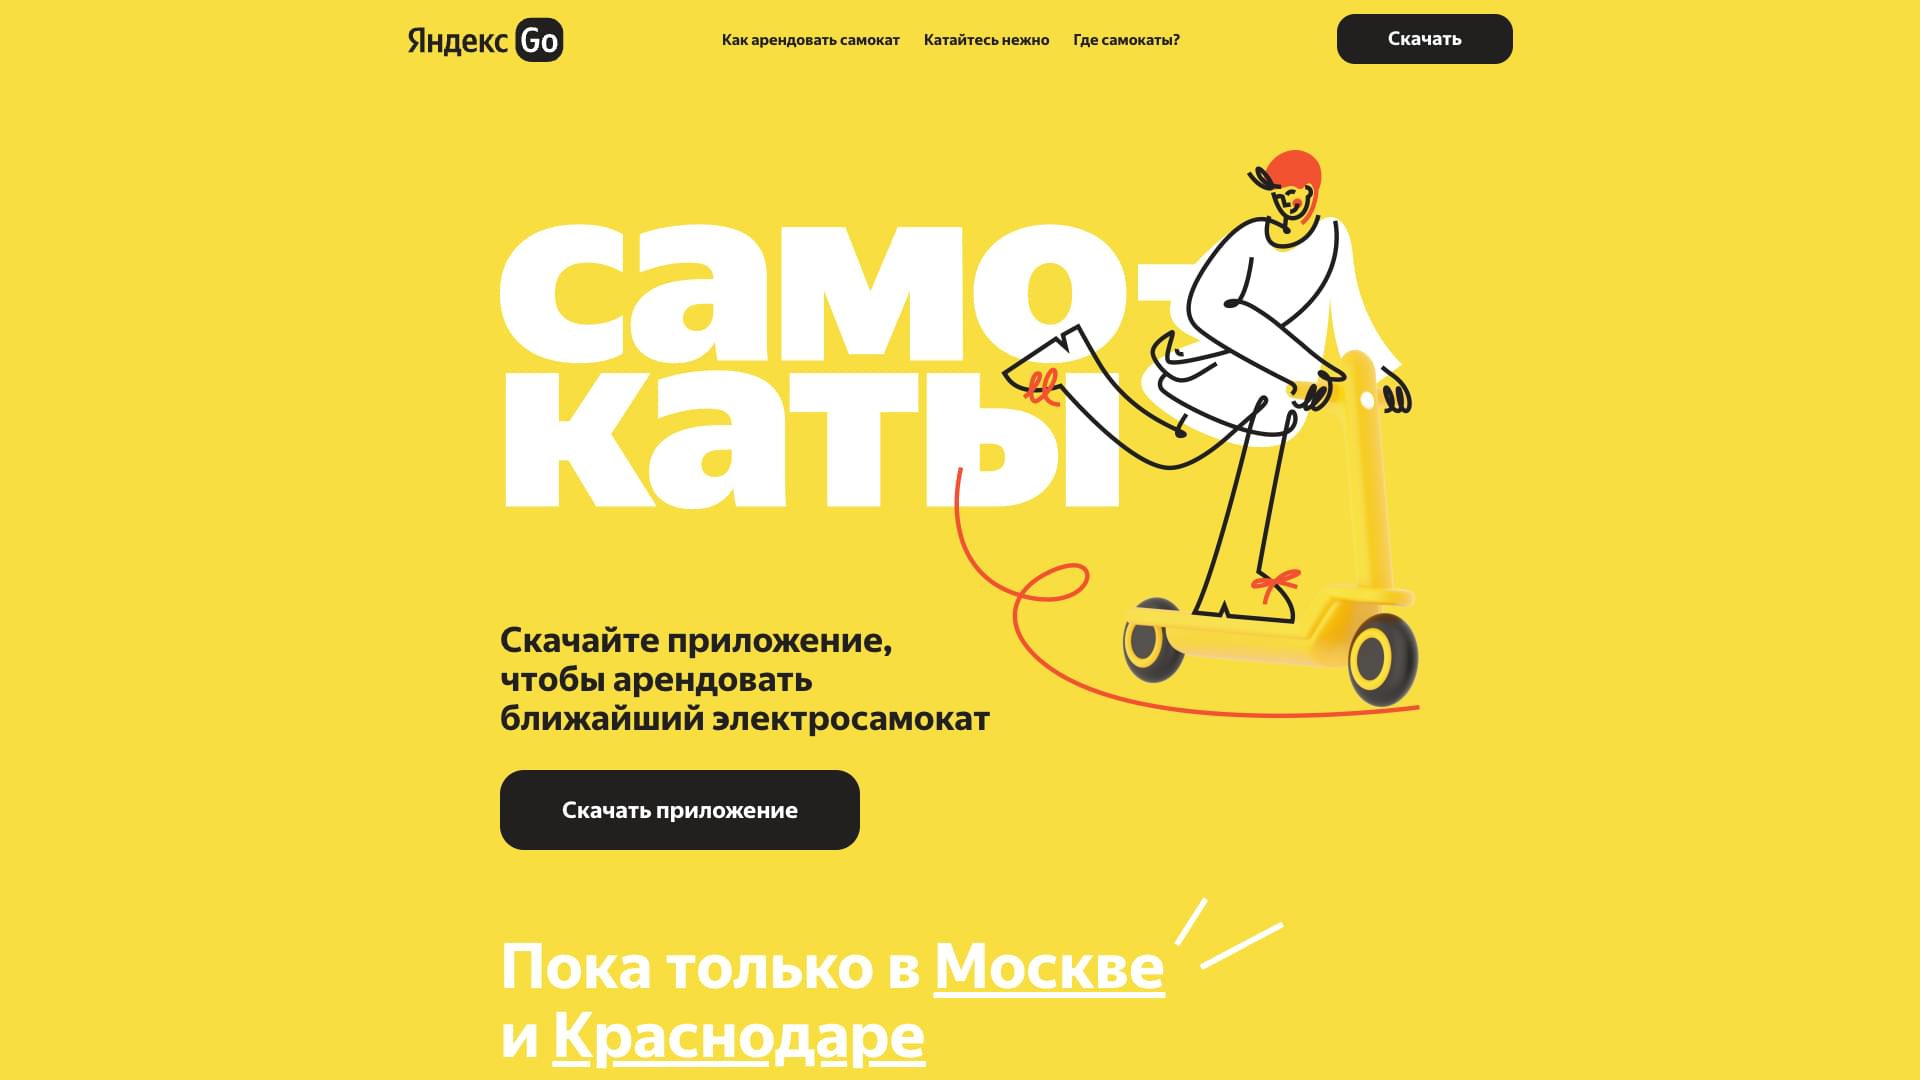 Яндекс Go
Как арендовать самокат
Катайтесь нежно
Где самокаты?
Скачать
само-
каты
Скачайте приложение,
чтобы арендовать
ближайший электросамокат
Скачать приложение
Пока только в Москве
и Краснодаре